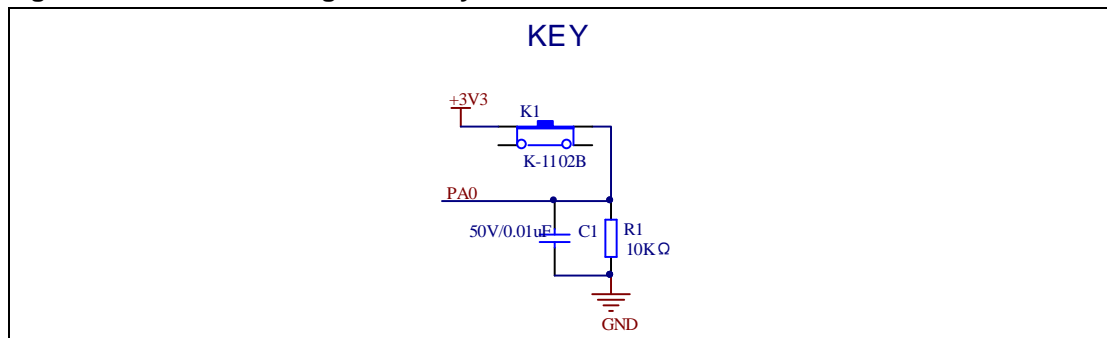 KEY
+3V3
K1
K-1102B
PA0
50V/0.01uF
C1
R1
10KΩ
GND